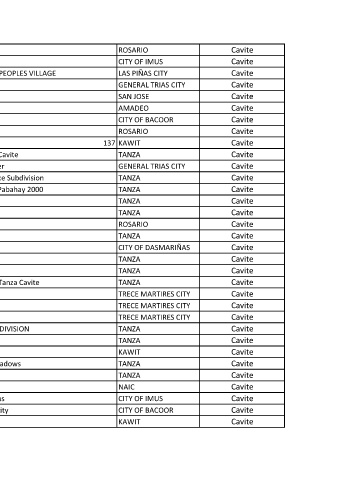 ROSARIO Cavite
CITY OF IMUS Cavite
PEOPLES VILLAGE LAS PIÑAS CITY Cavite
GENERAL TRIAS CITY Cavite
SAN JOSE Cavite
AMADEO Cavite
CITY OF BACOOR Cavite
ROSARIO Cavite
137 KAWIT Cavite
Cavite TANZA Cavite
er GENERAL TRIAS CITY Cavite
te Subdivision TANZA Cavite
Pabahay 2000 TANZA Cavite
TANZA Cavite
TANZA Cavite
ROSARIO Cavite
TANZA Cavite
CITY OF DASMARIÑAS Cavite
TANZA Cavite
TANZA Cavite
Tanza Cavite TANZA Cavite
TRECE MARTIRES CITY Cavite
TRECE MARTIRES CITY Cavite
TRECE MARTIRES CITY Cavite
DIVISION TANZA Cavite
TANZA Cavite
KAWIT Cavite
adows TANZA Cavite
TANZA Cavite
NAIC Cavite
us CITY OF IMUS Cavite
ity CITY OF BACOOR Cavite
KAWIT Cavite